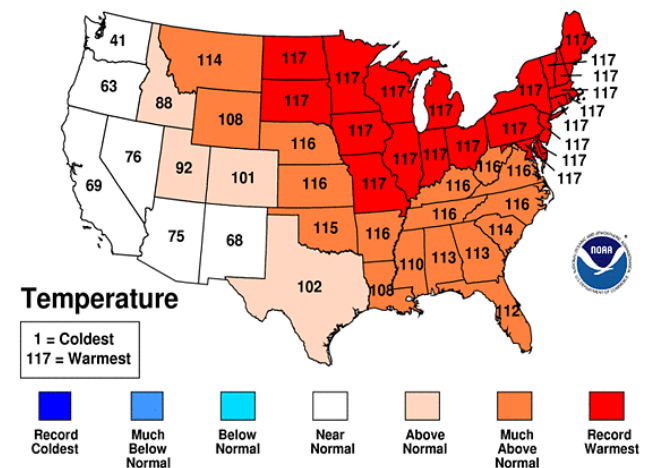 41
117
114
117
117
117
63
117
117
117
88
117
117
117
117
108
117
117
117
117
116
76
92
101
117
117
117
117
117
69
116
117
116
116
116
116
116
75
68
115
116
114
110
113
113
102
108
112
NOAA
Temperature
1 = Coldest
117 = Warmest
Record
Coldest
Much
Below
Normal
Below
Normal
Near
Normal
Above
Normal
Much
Above
Normal
Record
Warmest